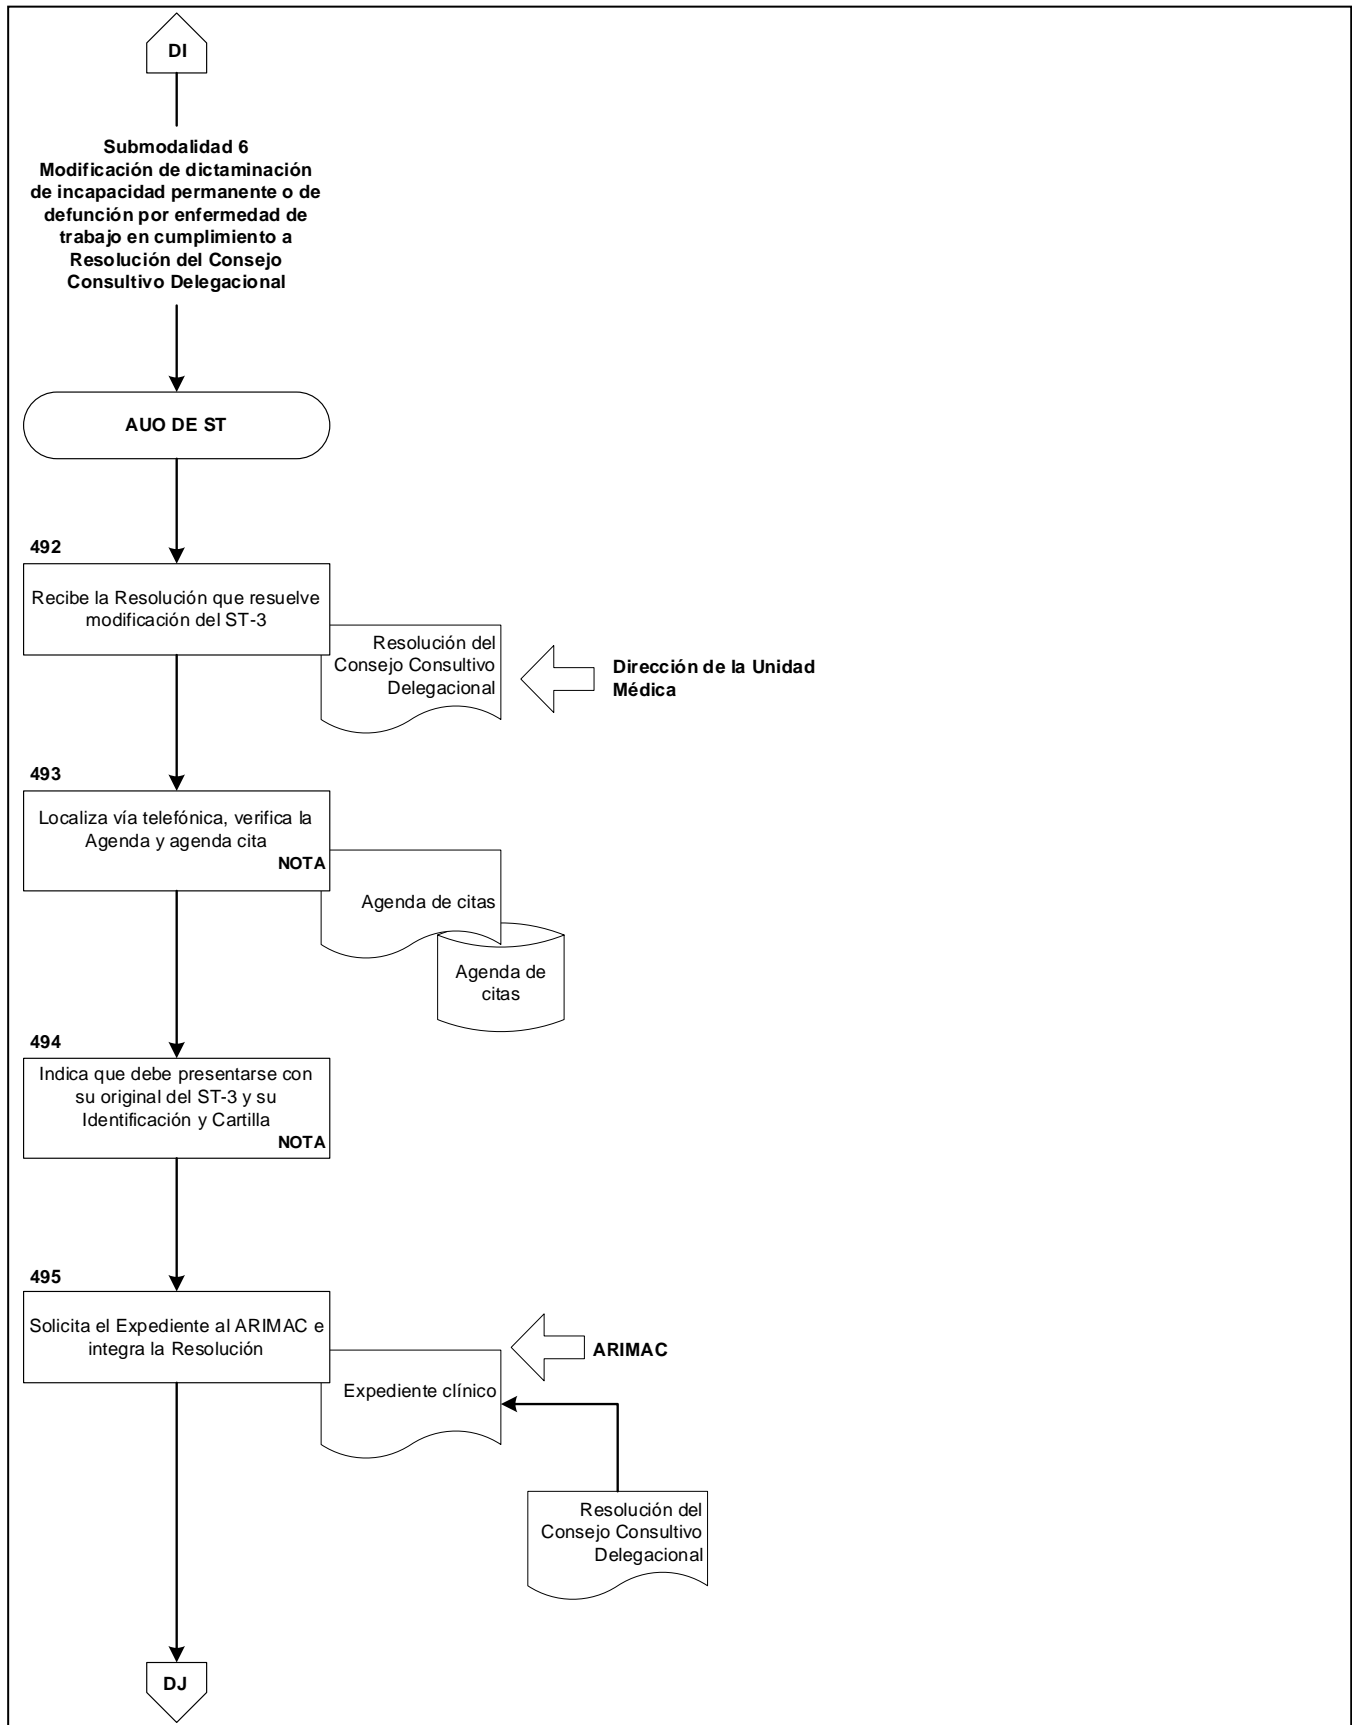 DI
Submodalidad 6
Modificación de dictaminación
de incapacidad permanente o de
defunción por enfermedad de
trabajo en cumplimiento a
Resolución del Consejo
Consultivo Delegacional
AUO DE ST
492
Recibe la Resolución que resuelve
modificación del ST-3
Resolución del
Consejo Consultivo
Delegacional
Dirección de la Unidad
Médica
493
Localiza vía telefónica, verifica la
Agenda y agenda cita
NOTA
Agenda de citas
Agenda de
citas
494
Indica que debe presentarse con
su original del ST-3 y su
Identificación y Cartilla
NOTA
495
Solicita el Expediente al ARIMAC e
integra la Resolución
ARIMAC
Expediente clínico
Resolución del
Consejo Consultivo
Delegacional
DJ